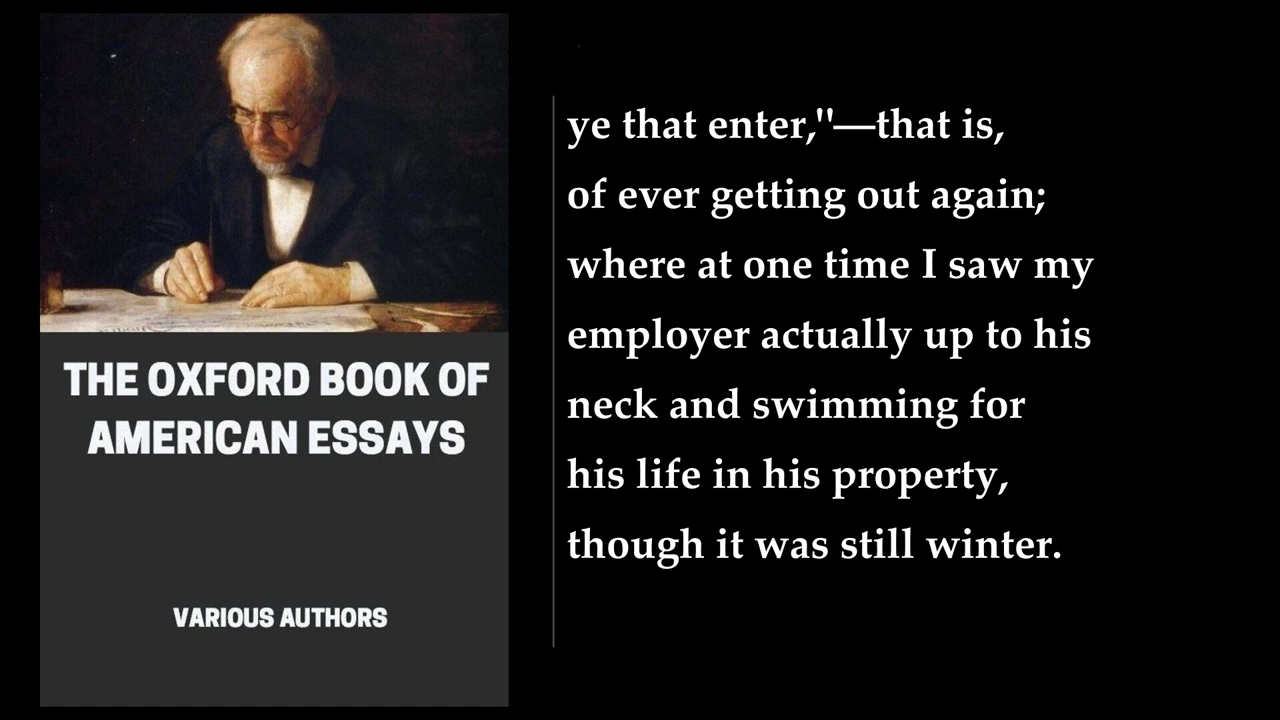 THE OXFORD BOOK OF
AMERICAN ESSAYS
VARIOUS AUTHORS
ye that enter,"—that is,
of ever getting out again;
where at one time I saw my
employer actually up to his
neck and swimming for
his life in his property,
though it was still winter.